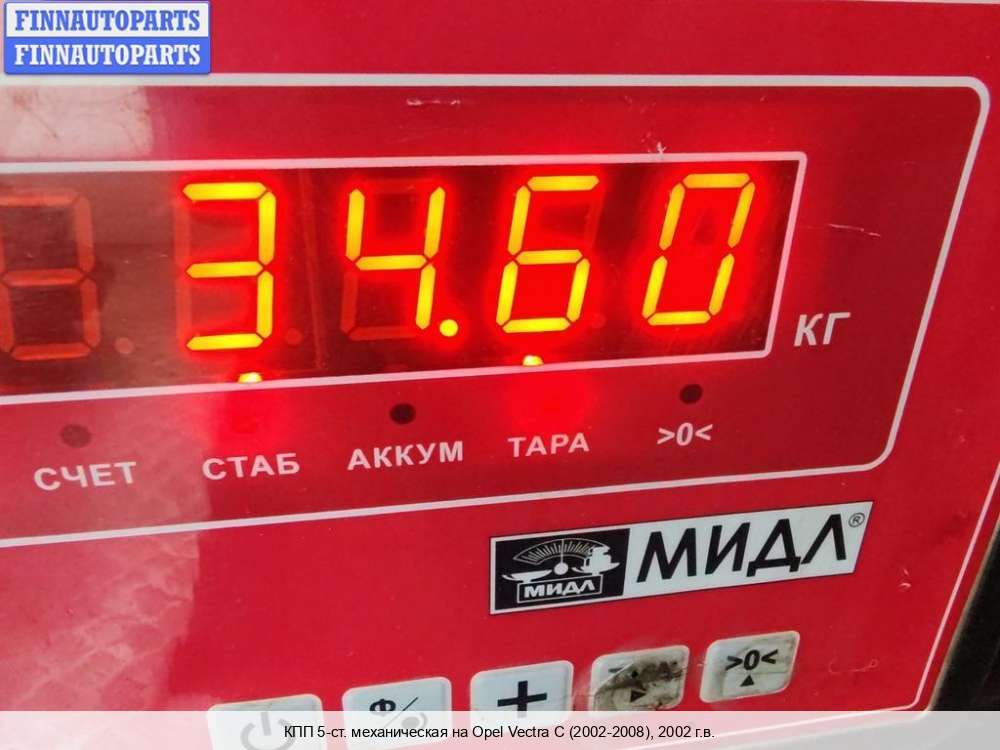 FINNAUTOPARTS
FINNAUTOPARTS
34.60
КГ
СЧЕТ СТАБ АККУМ ТАРА >0<
МИДЛ МИДЛ®
Ф + >0<
КПП 5-ст. механическая на Opel Vectra C (2002-2008), 2002 г.в.